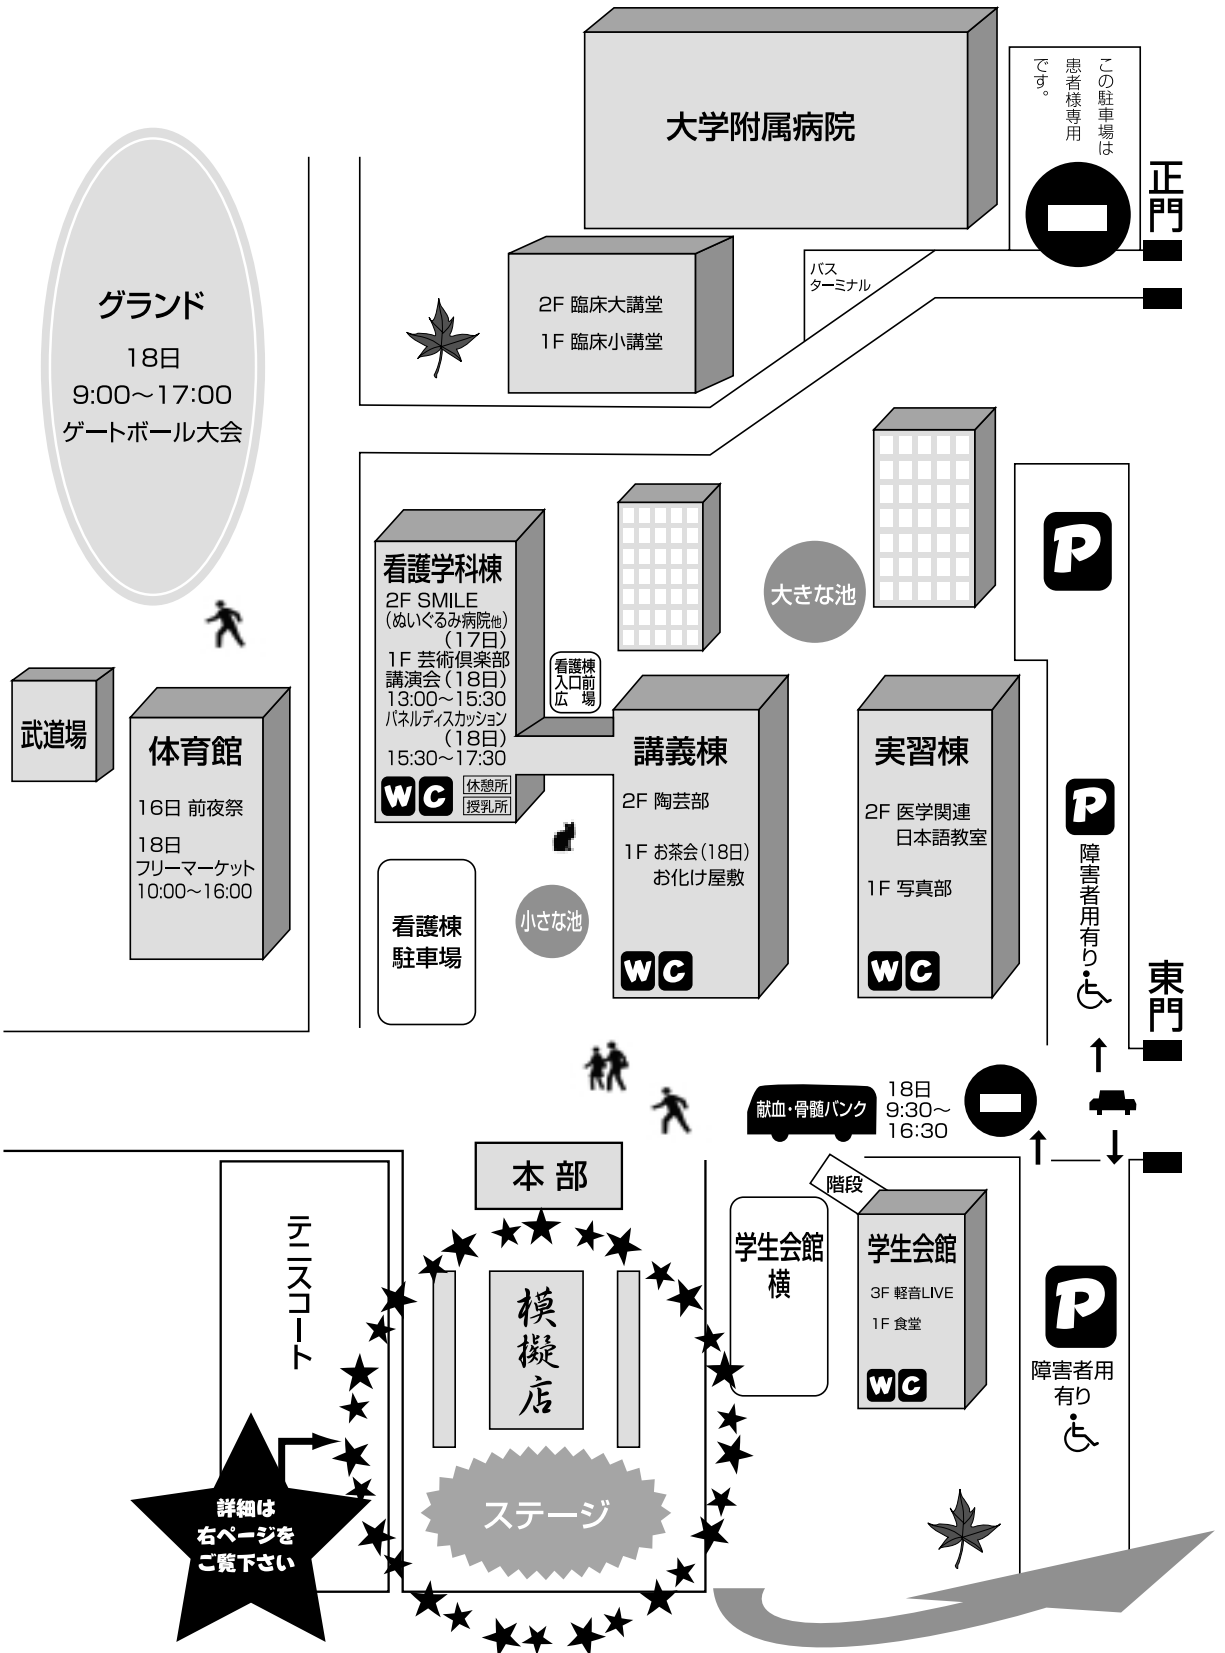 大学附属病院
この駐車場は
患者様専用
です。
正門
2F 臨床大講堂
1F 臨床小講堂
バス
ターミナル
グランド
18日
9:00～17:00
ゲートボール大会
看護学科棟
2F SMILE
(ぬいぐるみ病院他)
(17日)
1F 芸術倶楽部
講演会(18日)
13:00～15:30
パネルディスカッション
(18日)
15:30～17:30
WC
休憩所
授乳所
看護棟
入口前
広場
大きな池
P
武道場
体育館
16日 前夜祭
18日
フリーマーケット
10:00～16:00
講義棟
2F 陶芸部
1F お茶会(18日)
お化け屋敷
WC
実習棟
2F 医学関連
日本語教室
1F 写真部
WC
P
障害者用有り
看護棟
駐車場
小さな池
東門
献血・骨髄バンク
18日
9:30～
16:30
本部
階段
テニスコート
学生会館
横
学生会館
3F 軽音LIVE
1F 食堂
WC
P
障害者用
有り
模擬店
ステージ
詳細は
右ページを
ご覧下さい